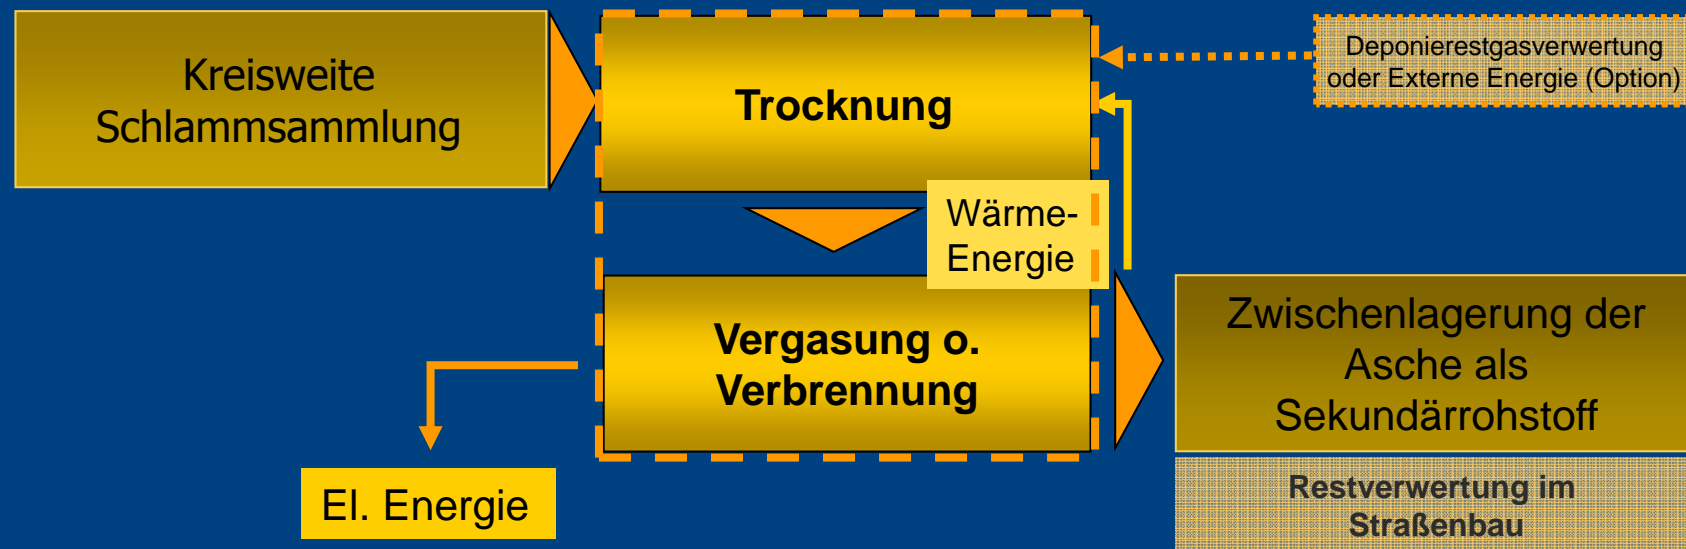 Kreisweite
Schlammsammlung
Trocknung
Deponierestgasverwertung
oder Externe Energie (Option)
Wärme-
Energie
Vergasung o.
Verbrennung
Zwischenlagerung der
Asche als
Sekundärrohstoff
El. Energie
Restverwertung im
Straßenbau